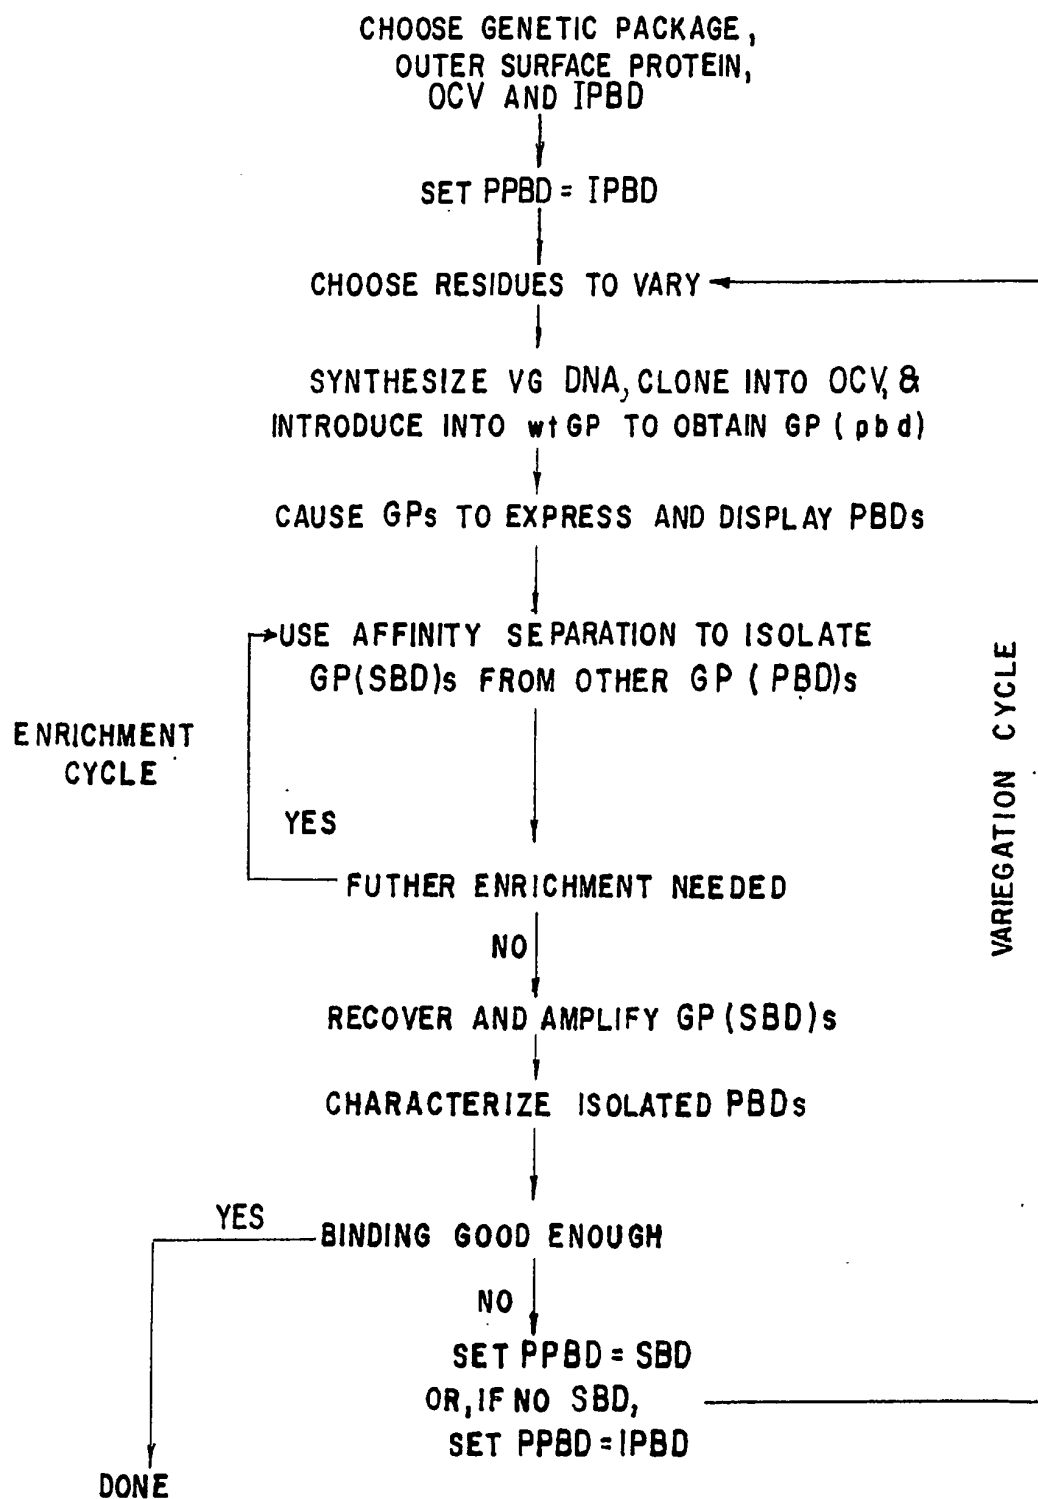 CHOOSE GENETIC PACKAGE,
OUTER SURFACE PROTEIN,
OCV AND IPBD
SET PPBD = IPBD
CHOOSE RESIDUES TO VARY
SYNTHESIZE VG DNA, CLONE INTO OCV, &
INTRODUCE INTO wtGP TO OBTAIN GP (pbd)
CAUSE GPs TO EXPRESS AND DISPLAY PBDs
USE AFFINITY SEPARATION TO ISOLATE
GP(SBD)s FROM OTHER GP (PBD)s
ENRICHMENT
CYCLE
YES
VARIEGATION CYCLE
FUTHER ENRICHMENT NEEDED
NO
RECOVER AND AMPLIFY GP (SBD)s
CHARACTERIZE ISOLATED PBDs
YES
BINDING GOOD ENOUGH
NO
SET PPBD = SBD
OR, IF NO SBD,
SET PPBD = IPBD
DONE